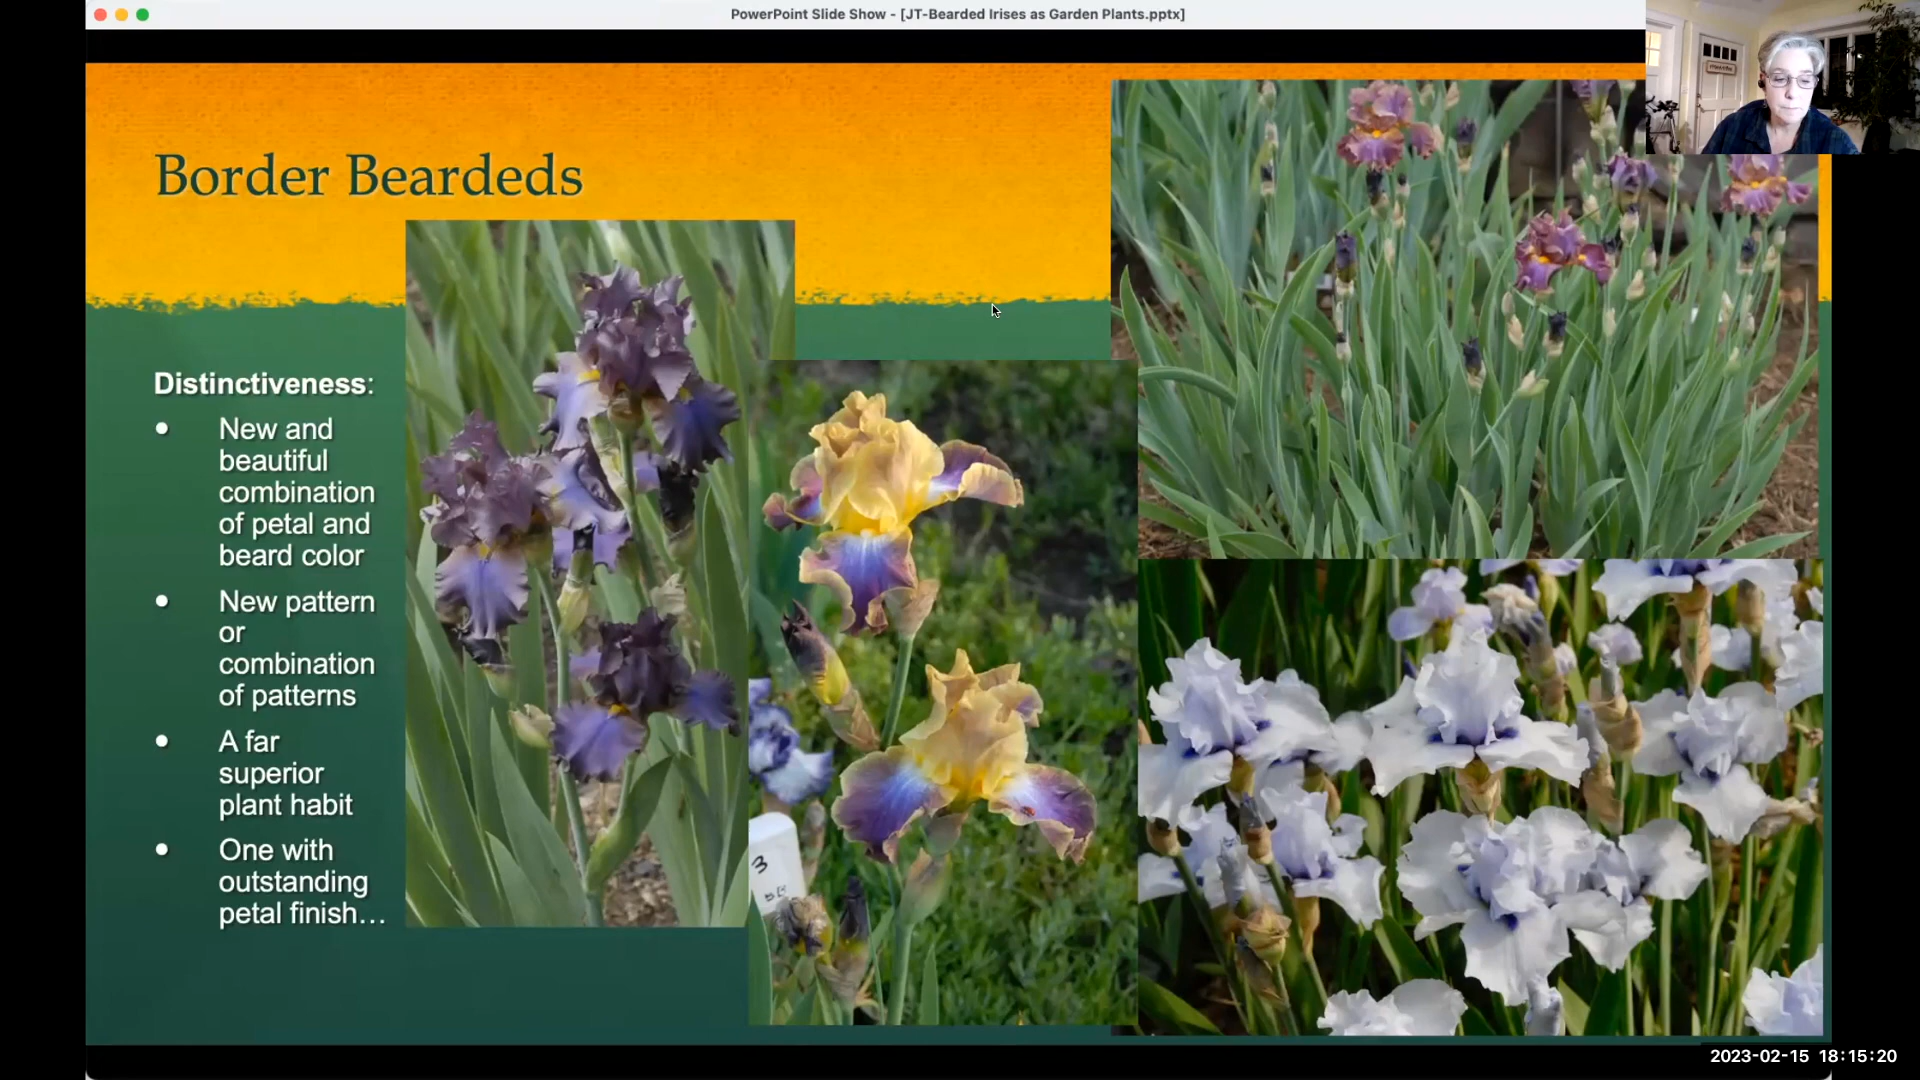 PowerPoint Slide Show - [JT-Bearded Irises as Garden Plants.pptx]
Border Beardeds
Distinctiveness:
• New and
beautiful
combination
of petal and
beard color
• New pattern
or
combination
of patterns
• A far
superior
plant habit
• One with
outstanding
petal finish…
3
2023-02-15 18:15:20